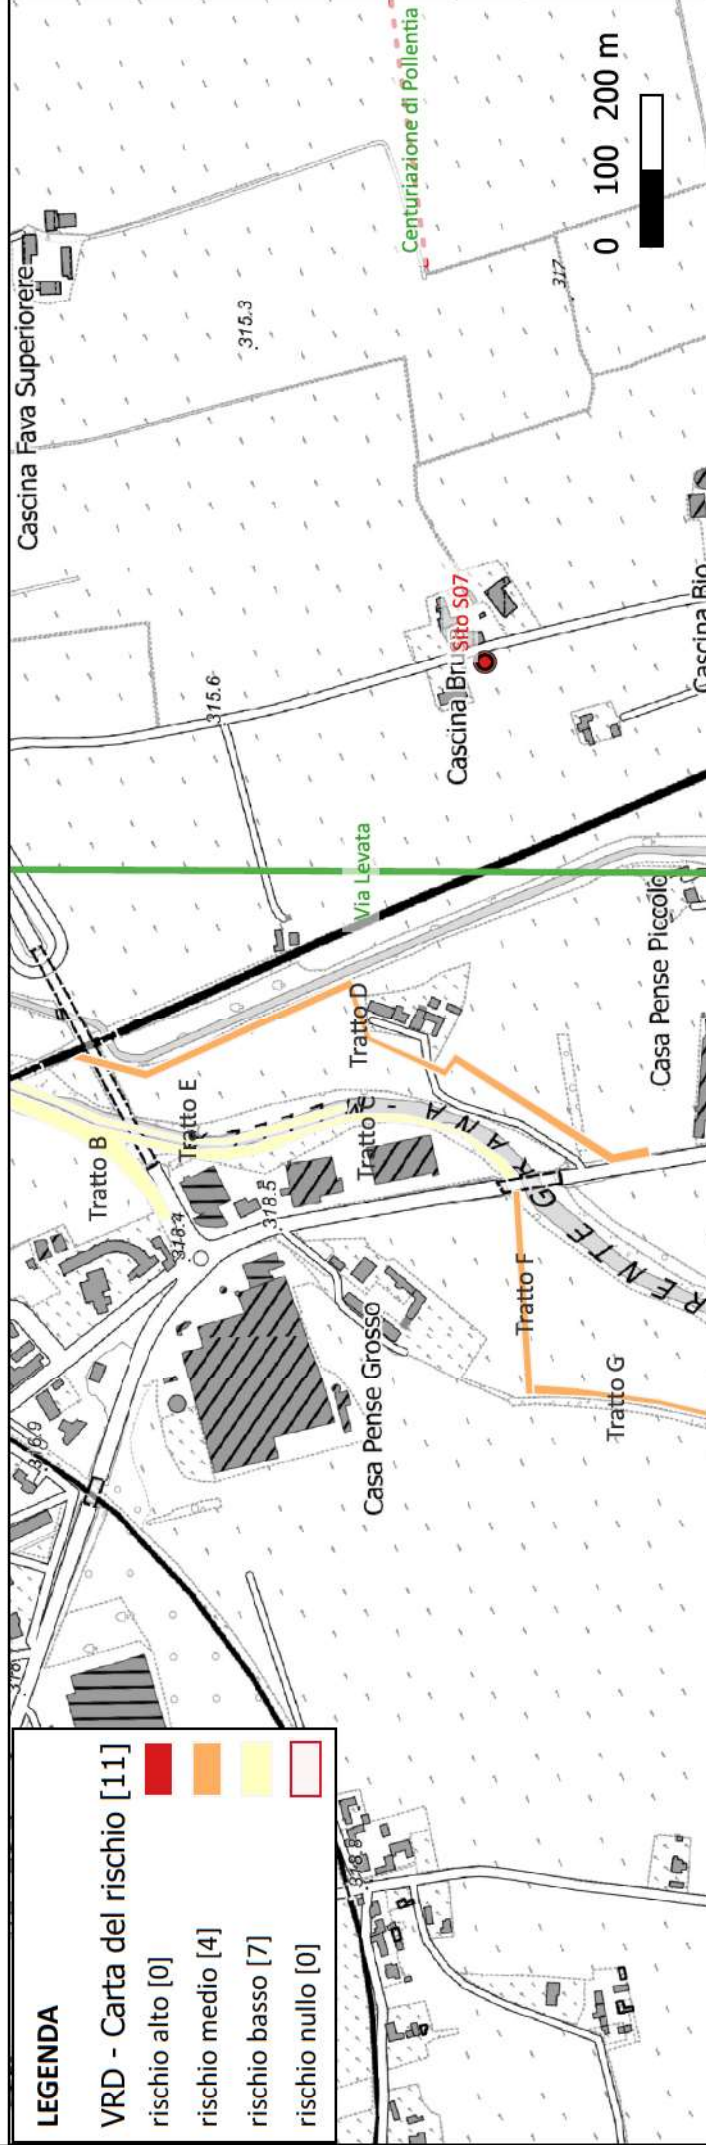 LEGENDA
VRD - Carta del rischio [11]
rischio alto [0]
rischio medio [4]
rischio basso [7]
rischio nullo [0]
316.9
318.8
Casa Pense Grosso
318.4
318.5
Tratto B
Tratto E
Tratto C
Tratto D
Tratto F
Tratto G
RENTE GRANA
Via Levata
Casa Pense Piccolo
315.6
Cascina Bru
Sito S07
Cascina Bio
Cascina Fava Superiorere
315.3
Centuriazione di Pollentia
317
0 100 200 m